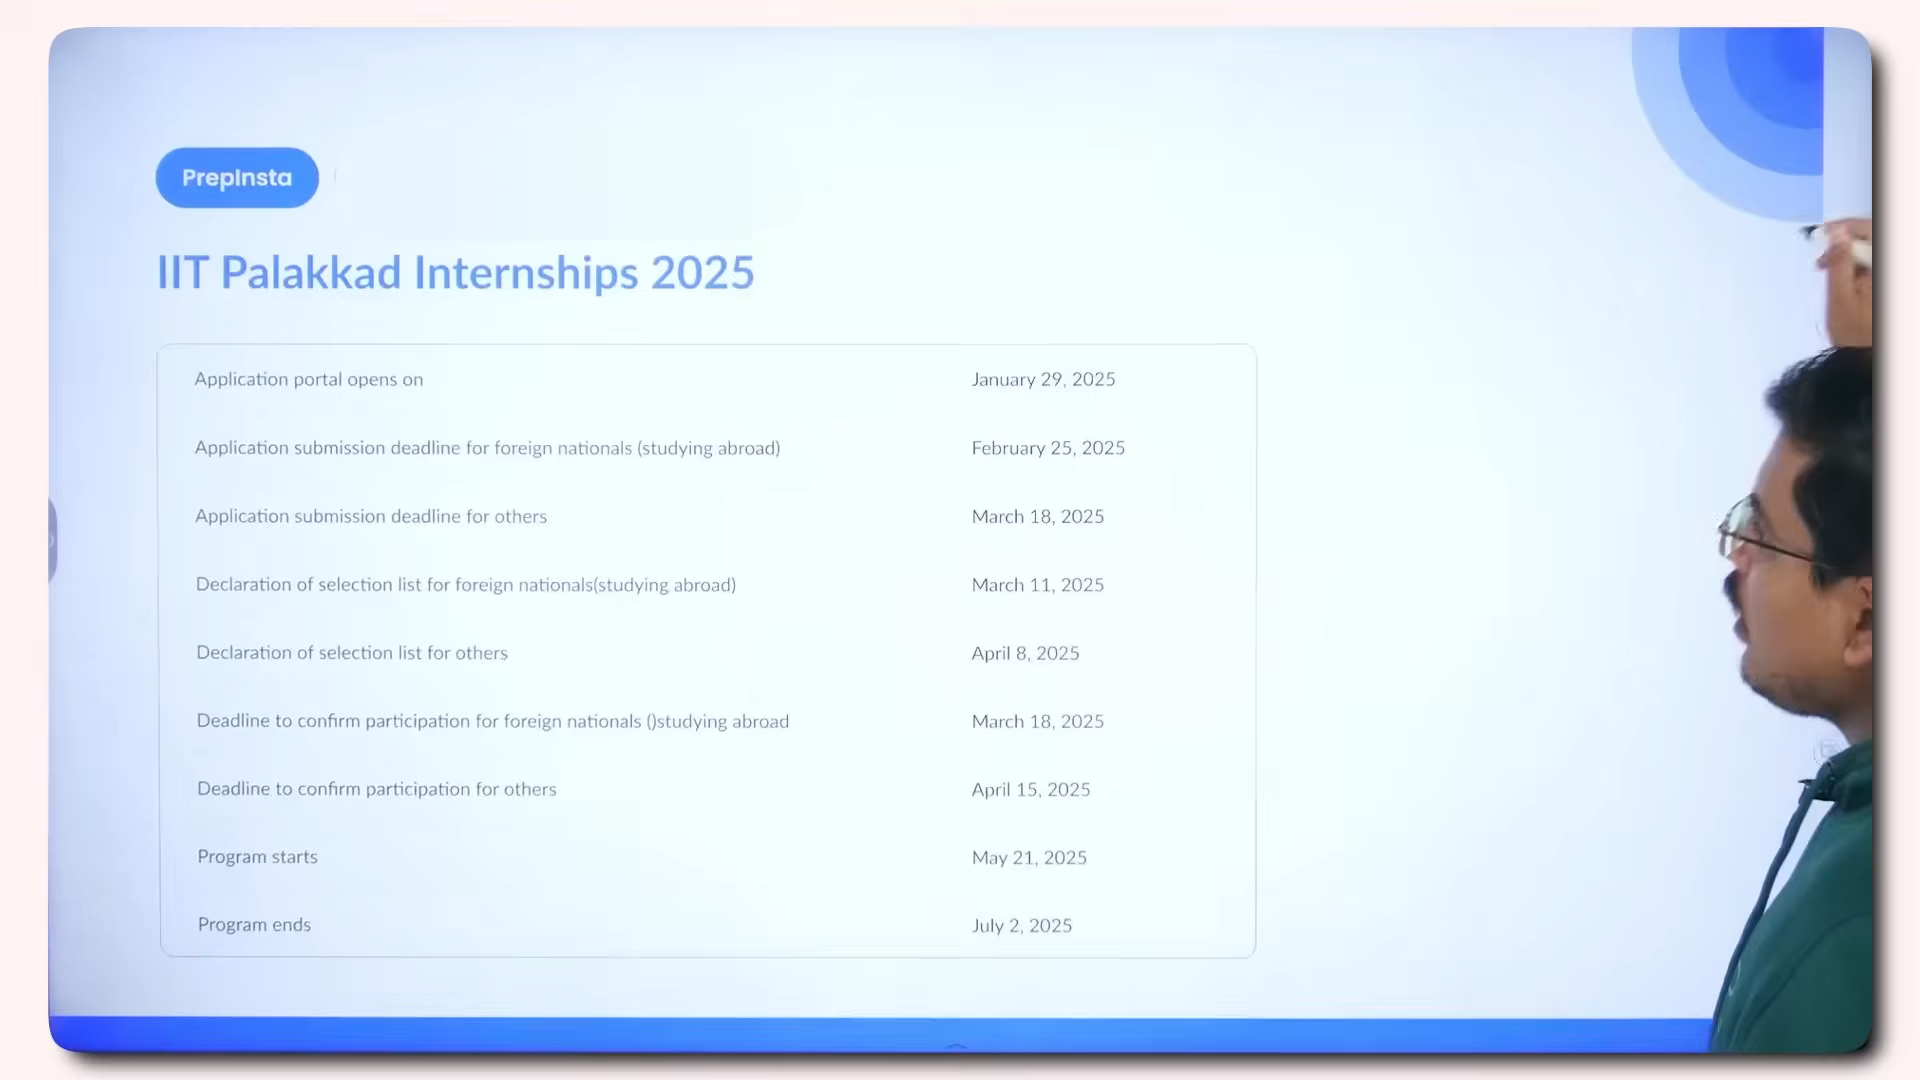 PrepInsta
IIT Palakkad Internships 2025
Application portal opens on January 29, 2025
Application submission deadline for foreign nationals (studying abroad) February 25, 2025
Application submission deadline for others March 18, 2025
Declaration of selection list for foreign nationals(studying abroad) March 11, 2025
Declaration of selection list for others April 8, 2025
Deadline to confirm participation for foreign nationals ()studying abroad March 18, 2025
Deadline to confirm participation for others April 15, 2025
Program starts May 21, 2025
Program ends July 2, 2025